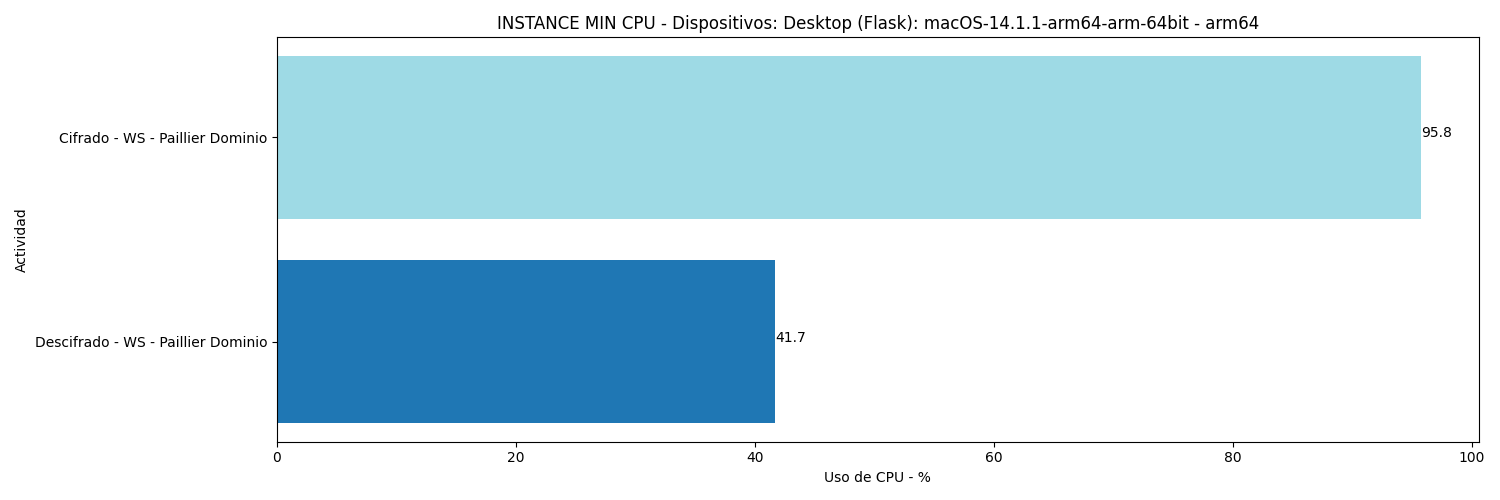 INSTANCE MIN CPU - Dispositivos: Desktop (Flask): macOS-14.1.1-arm64-arm-64bit - arm64
Actividad
Cifrado - WS - Paillier Dominio
95.8
Descifrado - WS - Paillier Dominio
41.7
0 20 40 60 80 100
Uso de CPU - %